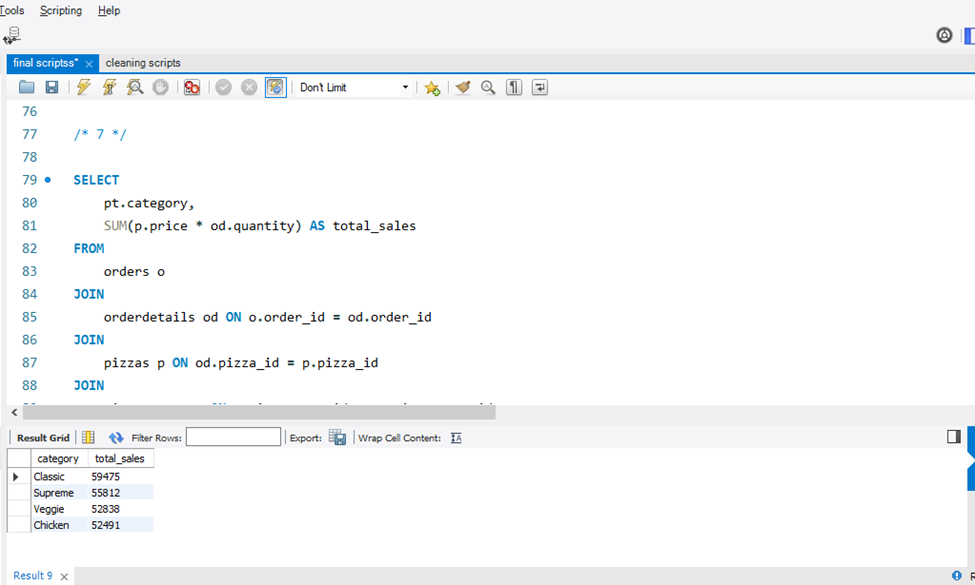 Tools Scripting Help
final scriptss* × cleaning scripts
Don't Limit
76
77 /* 7 */
78
79 SELECT
80 pt.category,
81 SUM(p.price * od.quantity) AS total_sales
82 FROM
83 orders o
84 JOIN
85 orderdetails od ON o.order_id = od.order_id
86 JOIN
87 pizzas p ON od.pizza_id = p.pizza_id
88 JOIN
Result Grid Filter Rows: Export: Wrap Cell Content:
category total_sales
Classic 59475
Supreme 55812
Veggie 52838
Chicken 52491
Result 9 ×